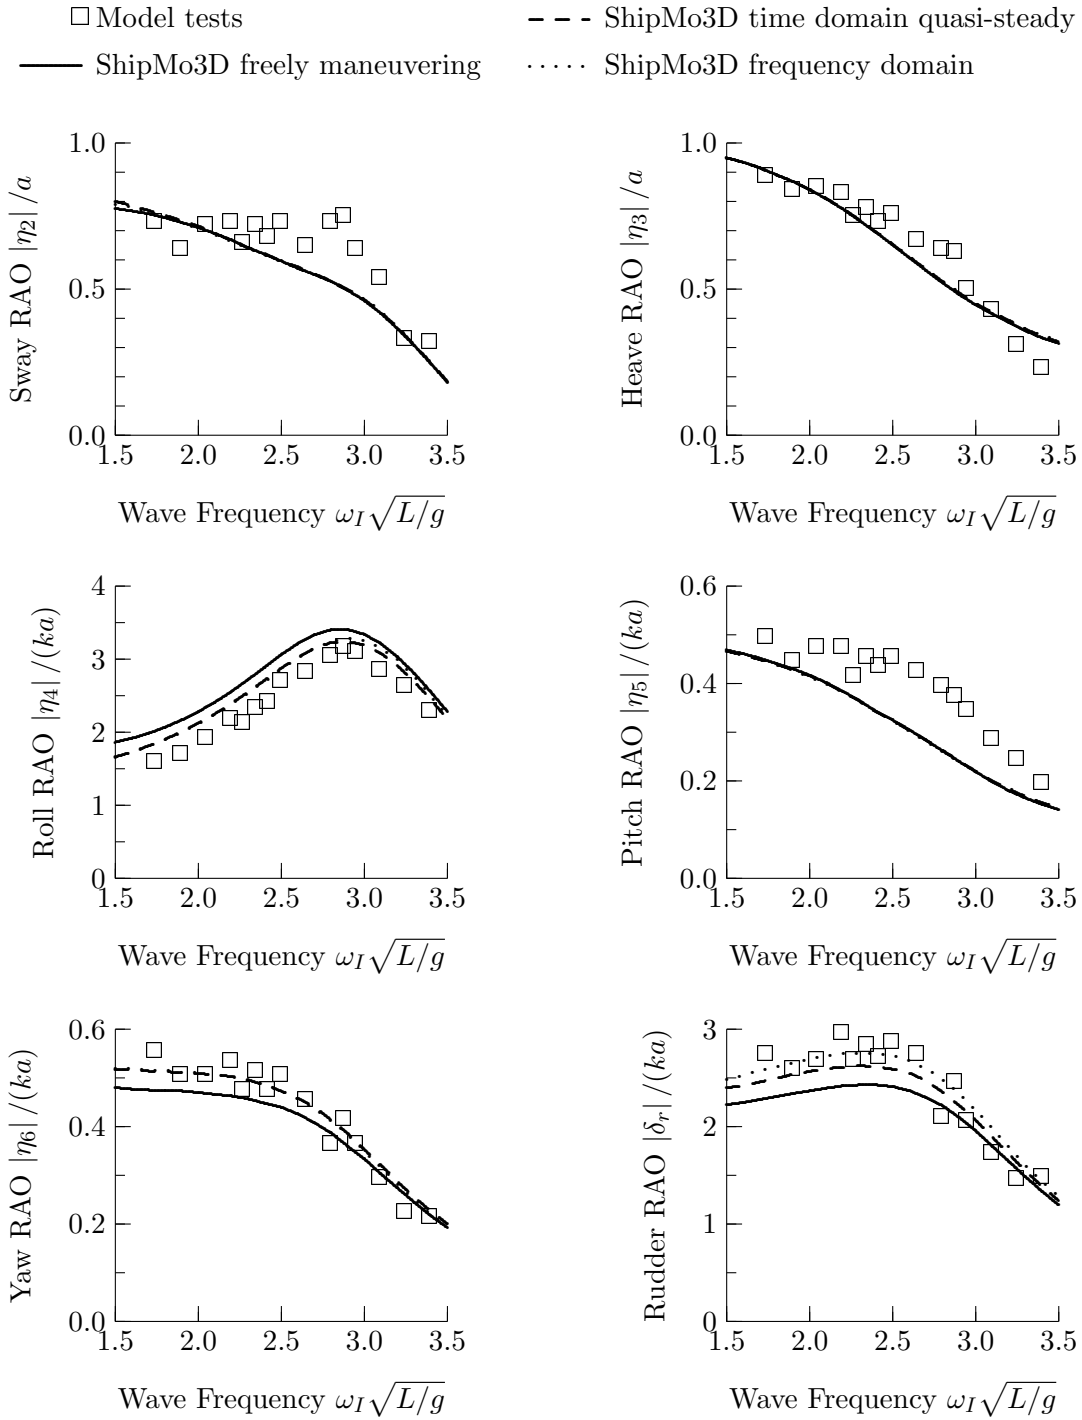 Model tests
ShipMo3D time domain quasi-steady
ShipMo3D freely maneuvering
ShipMo3D frequency domain
Sway RAO |η2| /a
1.0
0.5
0.0
1.5 2.0 2.5 3.0 3.5
Wave Frequency ωI√L/g
Heave RAO |η3| /a
1.0
0.5
0.0
1.5 2.0 2.5 3.0 3.5
Wave Frequency ωI√L/g
Roll RAO |η4| /(ka)
4
3
2
1
0
1.5 2.0 2.5 3.0 3.5
Wave Frequency ωI√L/g
Pitch RAO |η5| /(ka)
0.6
0.4
0.2
0.0
1.5 2.0 2.5 3.0 3.5
Wave Frequency ωI√L/g
Yaw RAO |η6| /(ka)
0.6
0.4
0.2
0.0
1.5 2.0 2.5 3.0 3.5
Wave Frequency ωI√L/g
Rudder RAO |δr| /(ka)
3
2
1
0
1.5 2.0 2.5 3.0 3.5
Wave Frequency ωI√L/g